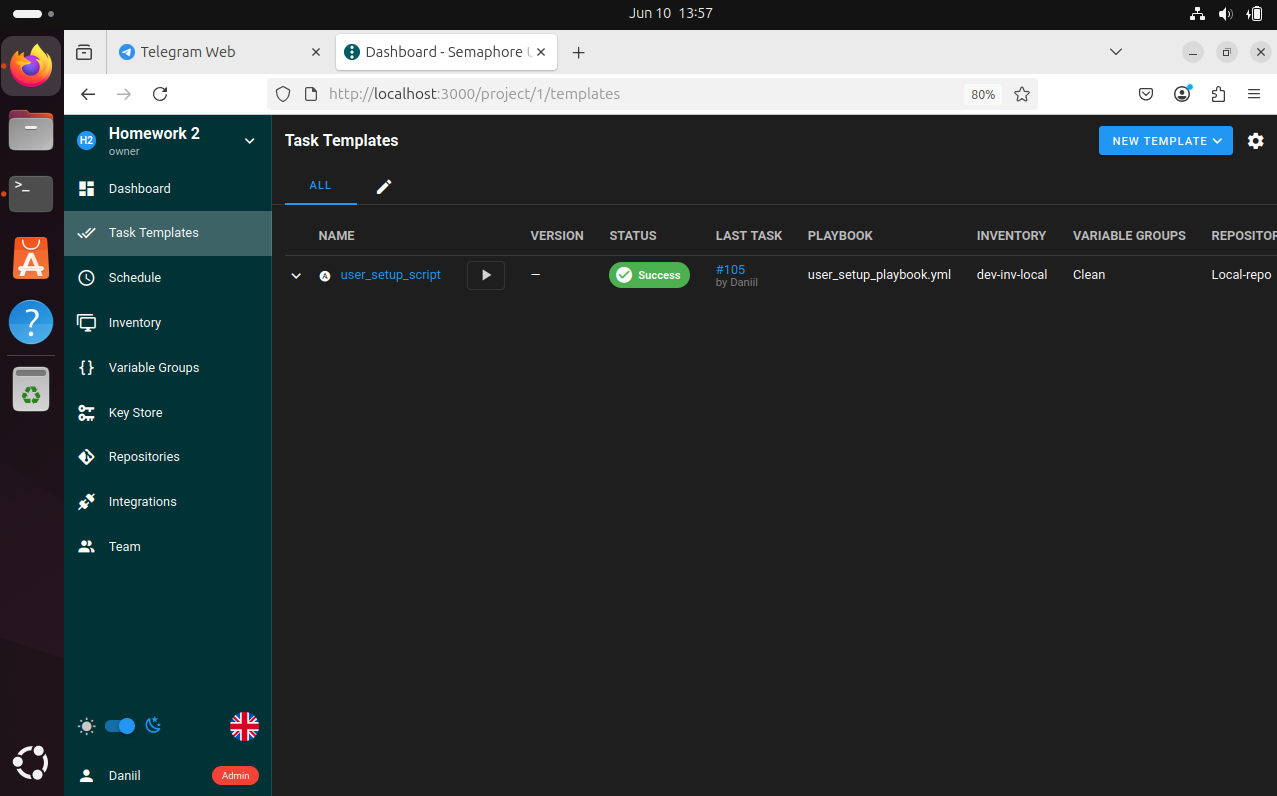 Jun 10 13:57
Telegram Web
Dashboard - Semaphore U
http://localhost:3000/project/1/templates
80%
H2
Homework 2
owner
Dashboard
Task Templates
Schedule
Inventory
Variable Groups
Key Store
Repositories
Integrations
Team
Daniil
Admin
Task Templates
NEW TEMPLATE
ALL
NAME VERSION STATUS LAST TASK PLAYBOOK INVENTORY VARIABLE GROUPS REPOSITOR
user_setup_script — Success #105 user_setup_playbook.yml dev-inv-local Clean Local-repo
by Daniil